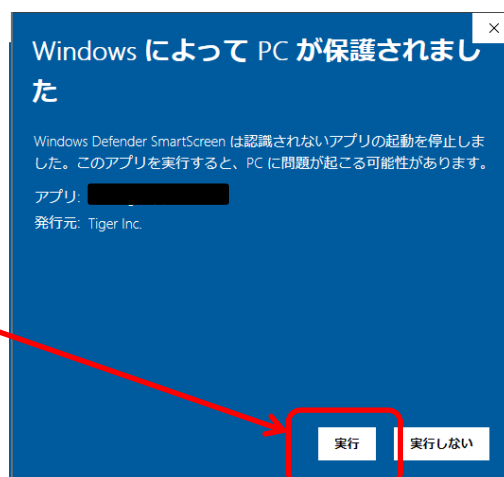 Windows によって PC が保護されまし
た
Windows Defender SmartScreen は認識されないアプリの起動を停止しま
した。このアプリを実行すると、PC に問題が起こる可能性があります。
アプリ:
発行元: Tiger Inc.
実行 実行しない